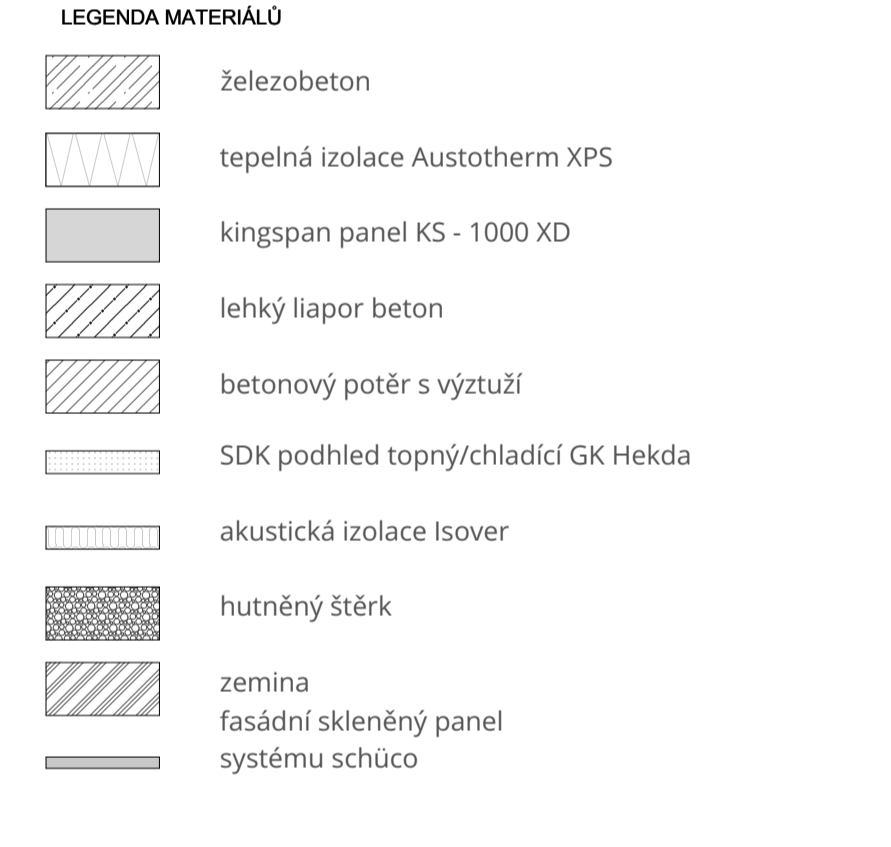 LEGENDA MATERIÁLŮ
železobeton
tepelná izolace Austotherm XPS
kingspan panel KS - 1000 XD
lehký liapor beton
betonový potěr s výztuží
SDK podhled topný/chladící GK Hekda
akustická izolace Isover
hutněný štěrk
zemina
fasádní skleněný panel
systému schüco